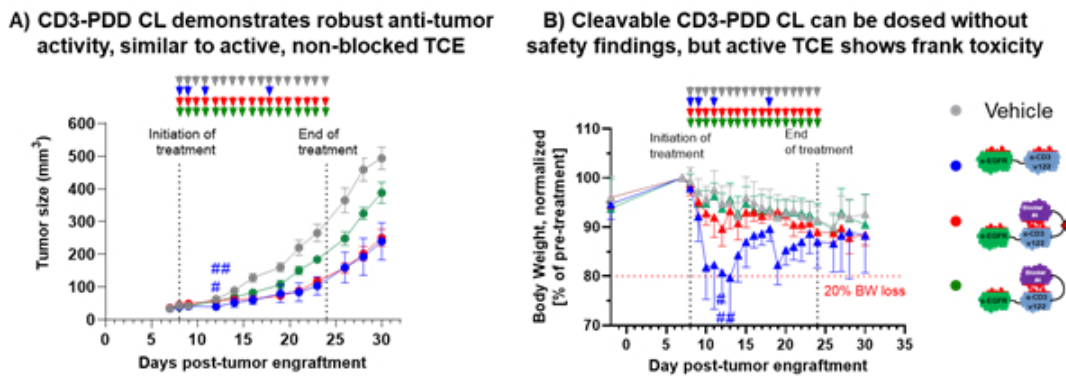 A) CD3-PDD CL demonstrates robust anti-tumor
activity, similar to active, non-blocked TCE
Initiation of
treatment
End of
treatment
600
500
400
300
200
100
0
Tumor size (mm³)
##
#
0 5 10 15 20 25 30
Days post-tumor engraftment
B) Cleavable CD3-PDD CL can be dosed without
safety findings, but active TCE shows frank toxicity
Initiation of
treatment
End
of treatment
110
100
90
80
70
Body Weight, normalized
[% of pre-treatment]
20% BW loss
#
##
0 5 10 15 20 25 30 35
Day post-tumor engraftment
Vehicle
α-EGFR
α-CD3
v122
α-EGFR
α-CD3
v122
α-EGFR
α-CD3
v122